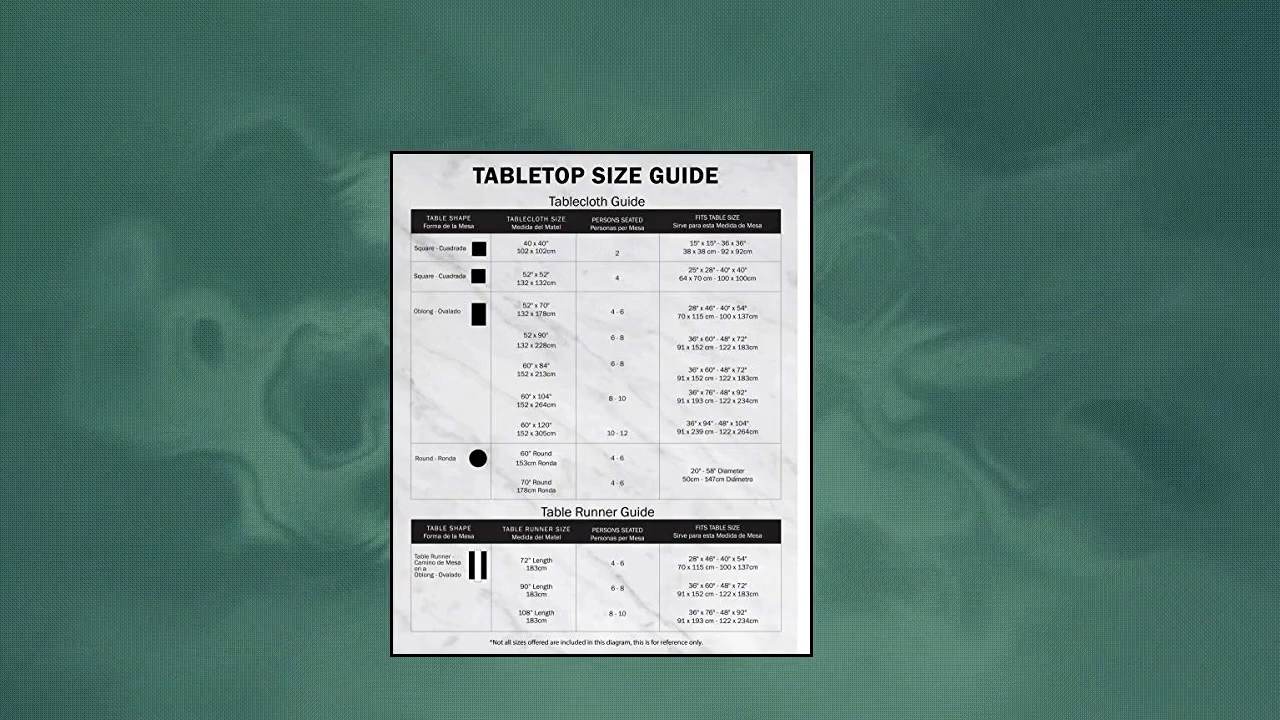 TABLETOP SIZE GUIDE
Tablecloth Guide
TABLE SHAPE
Forma de la Mesa
TABLECLOTH SIZE
Medida del Matel
PERSONS SEATED
Personas per Mesa
FITS TABLE SIZE
Sirve para esta Medida de Mesa
Square - Cuadrada
40 x 40"
102 x 102cm
2
15" x 15" - 36 x 36"
38 x 38 cm - 92 x 92cm
Square - Cuadrada
52" x 52"
132 x 132cm
4
25" x 28" - 40" x 40"
64 x 70 cm - 100 x 100cm
Oblong - Ovalado
52" x 70"
132 x 178cm
4 - 6
28" x 46" - 40" x 54"
70 x 115 cm - 100 x 137cm
52 x 90"
132 x 228cm
6 - 8
36" x 60" - 48" x 72"
91 x 152 cm - 122 x 183cm
60" x 84"
152 x 213cm
6 - 8
36" x 60" - 48" x 72"
91 x 152 cm - 122 x 183cm
60" x 104"
152 x 264cm
8 - 10
36" x 76" - 48" x 92"
91 x 193 cm - 122 x 234cm
60" x 120"
152 x 305cm
10 - 12
36" x 94" - 48" x 104"
91 x 239 cm - 122 x 264cm
Round - Ronda
60" Round
153cm Ronda
4 - 6
70" Round
178cm Ronda
4 - 6
20" - 58" Diameter
50cm - 147cm Diámetro
Table Runner Guide
TABLE SHAPE
Forma de la Mesa
TABLE RUNNER SIZE
Medida del Matel
PERSONS SEATED
Personas per Mesa
FITS TABLE SIZE
Sirve para esta Medida de Mesa
Table Runner -
Camino de Mesa
en a
Oblong - Ovalado
72" Length
183cm
4 - 6
28" x 46" - 40" x 54"
70 x 115 cm - 100 x 137cm
90" Length
183cm
6 - 8
36" x 60" - 48" x 72"
91 x 152 cm - 122 x 183cm
108" Length
183cm
8 - 10
36" x 76" - 48" x 92"
91 x 193 cm - 122 x 234cm
*Not all sizes offered are included in this diagram, this is for reference only.